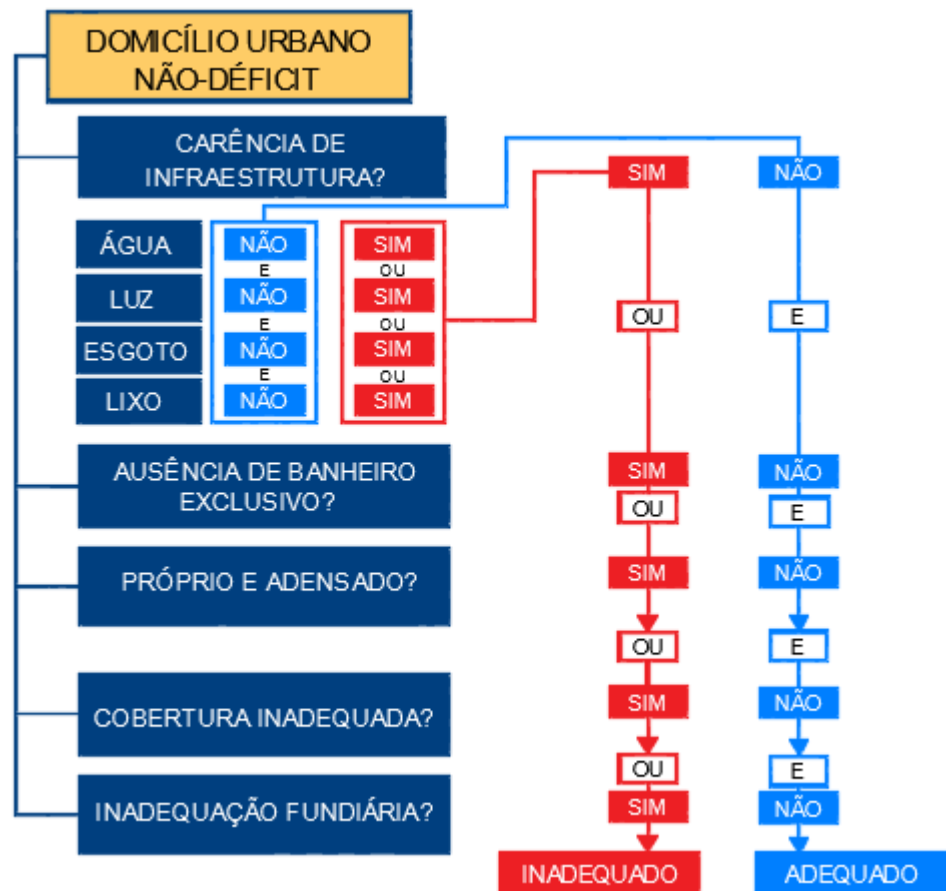 DOMICÍLIO URBANO
NÃO-DÉFICIT
CARÊNCIA DE
INFRAESTRUTURA?
SIM
NÃO
ÁGUA
NÃO
SIM
E
OU
LUZ
NÃO
SIM
OU
E
E
OU
ESGOTO
NÃO
SIM
E
OU
LIXO
NÃO
SIM
AUSÊNCIA DE BANHEIRO
EXCLUSIVO?
SIM
NÃO
OU
E
PRÓPRIO E ADENSADO?
SIM
NÃO
OU
E
COBERTURA INADEQUADA?
SIM
NÃO
OU
E
INADEQUAÇÃO FUNDIÁRIA?
SIM
NÃO
INADEQUADO
ADEQUADO